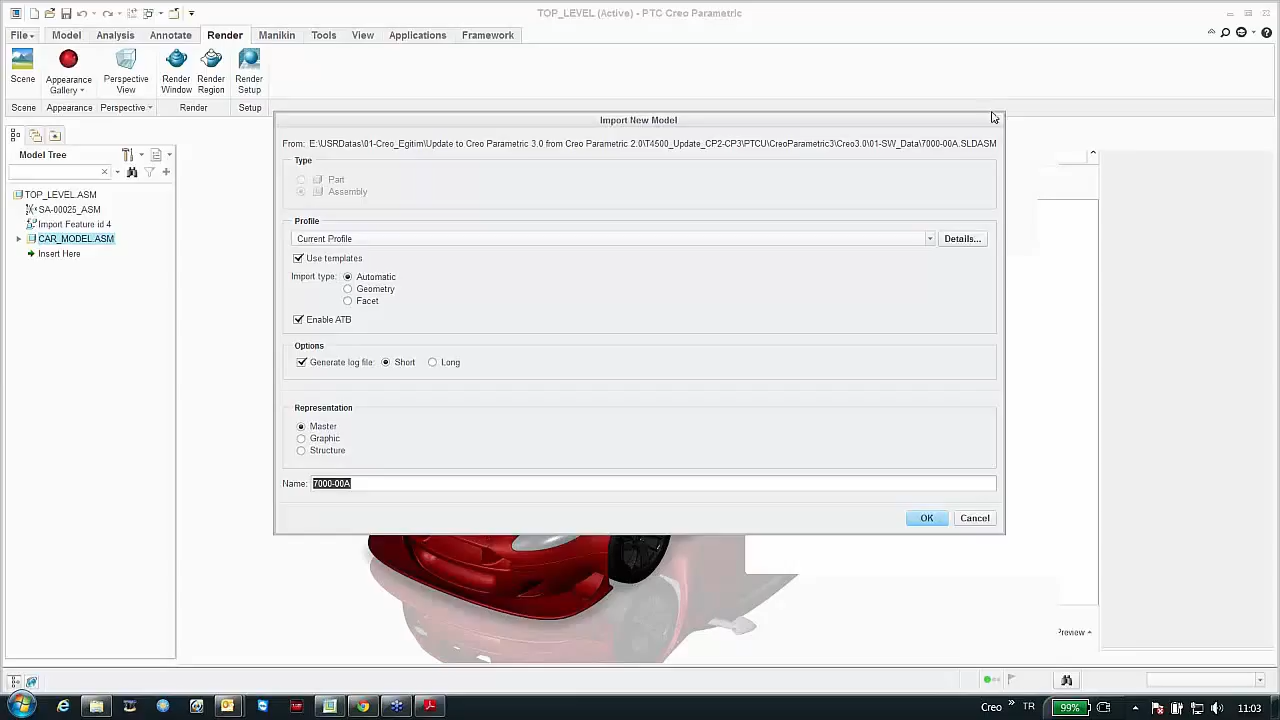 TOP_LEVEL (Active) - PTC Creo Parametric
File Model Analysis Annotate Render Manikin Tools View Applications Framework
Scene
Appearance Gallery
Perspective View
Render Window
Render Region
Render Setup
Scene Appearance Perspective Render Setup
Model Tree
TOP_LEVEL.ASM
SA-00025_ASM
Import Feature id 4
CAR_MODEL.ASM
Insert Here
Import New Model
From: E:\USRDatas\01-Creo_Egitim\Update to Creo Parametric 3.0 from Creo Parametric 2.0\T4500_Update_CP2-CP3\PTCU\CreoParametric3\Creo3.0\01-SW_Data\7000-00A.SLDASM
Type
Part
Assembly
Profile
Current Profile Details...
Use templates
Import type: Automatic
Geometry
Facet
Enable ATB
Options
Generate log file: Short Long
Representation
Master
Graphic
Structure
Name: 7000-00A
OK Cancel
Preview
Creo » TR 99% 11:03